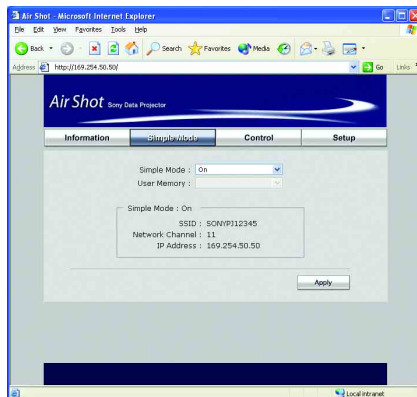 Air Shot - Microsoft Internet Explorer
File Edit View Favorites Tools Help
Back Search Favorites Media
Address http://169.254.50.50/ Go Links
Air Shot Sony Data Projector
Information Simple Mode Control Setup
Simple Mode : On
User Memory :
Simple Mode : On
SSID : SONYPJ12345
Network Channel : 11
IP Address : 169.254.50.50
Apply
Local intranet